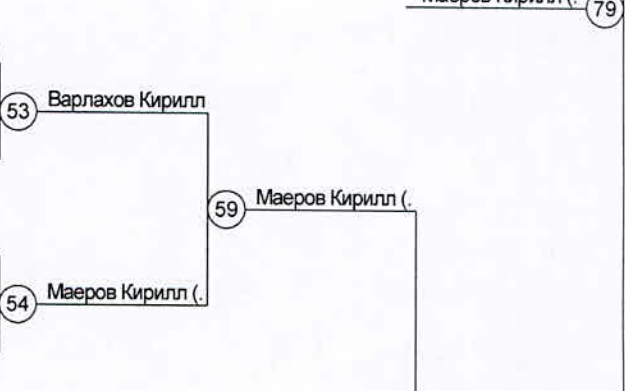 79
53 Варлахов Кирилл
59 Маеров Кирилл (.
54 Маеров Кирилл (.